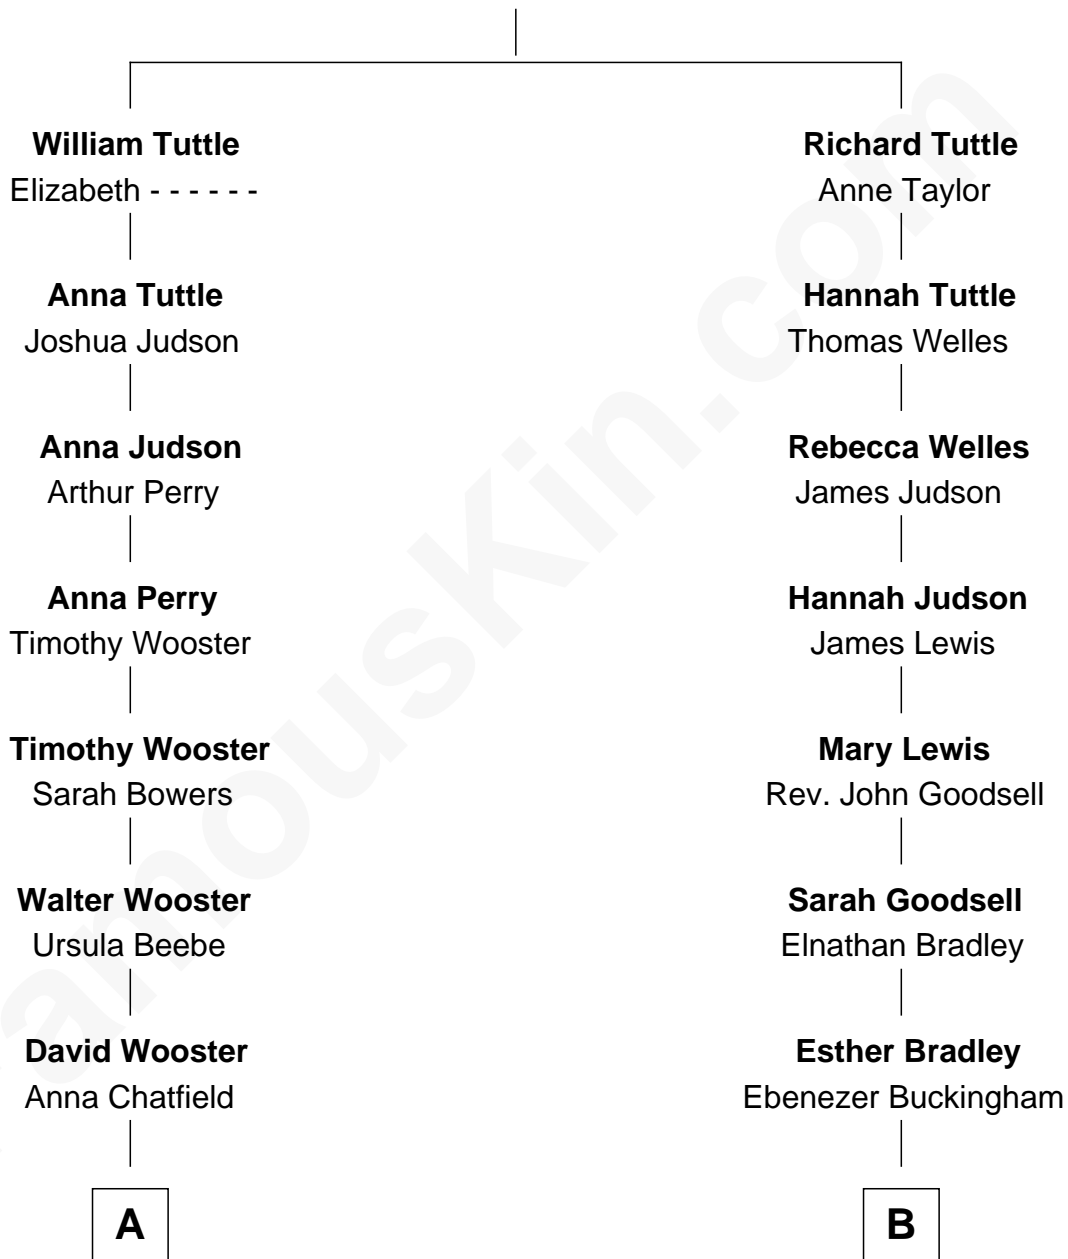 William Tuttle
Elizabeth - - - - - -
Anna Tuttle
Joshua Judson
Anna Judson
Arthur Perry
Anna Perry
Timothy Wooster
Timothy Wooster
Sarah Bowers
Walter Wooster
Ursula Beebe
David Wooster
Anna Chatfield
A
Richard Tuttle
Anne Taylor
Hannah Tuttle
Thomas Welles
Rebecca Welles
James Judson
Hannah Judson
James Lewis
Mary Lewis
Rev. John Goodsell
Sarah Goodsell
Elnathan Bradley
Esther Bradley
Ebenezer Buckingham
B
amousKin.com